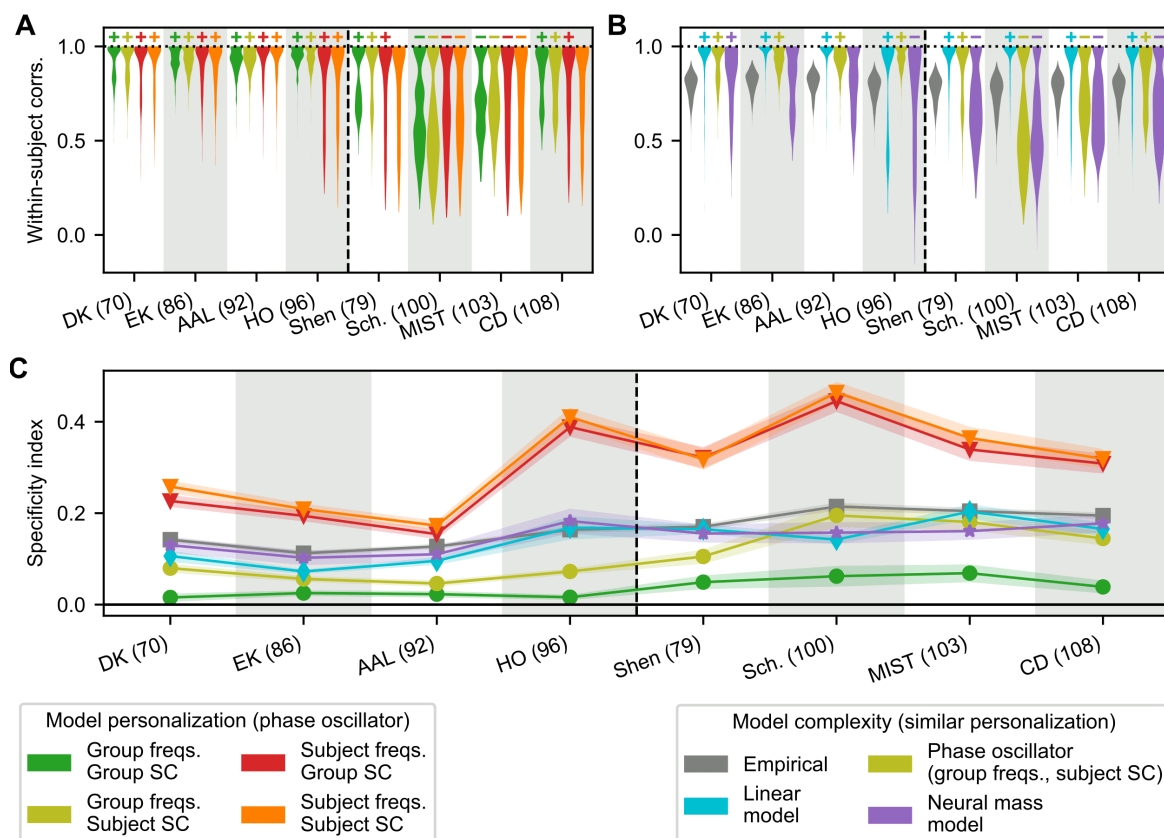 A
B
+ + + + + + + + + + + + + + + + + + + − − − − − − − − + + +
+ + + + + + + + + − + + − + − − + − − + + −
Within-subject corrs.
1.0
0.5
0.0
1.0
0.5
0.0
DK (70)
EK (86)
AAL (92)
HO (96)
Shen (79)
Sch. (100)
MIST (103)
CD (108)
DK (70)
EK (86)
AAL (92)
HO (96)
Shen (79)
Sch. (100)
MIST (103)
CD (108)
C
Specificity index
0.4
0.2
0.0
DK (70)
EK (86)
AAL (92)
HO (96)
Shen (79)
Sch. (100)
MIST (103)
CD (108)
Model personalization (phase oscillator)
Group freqs.
Group SC
Group freqs.
Subject SC
Subject freqs.
Group SC
Subject freqs.
Subject SC
Model complexity (similar personalization)
Empirical
Linear
model
Phase oscillator
(group freqs., subject SC)
Neural mass
model